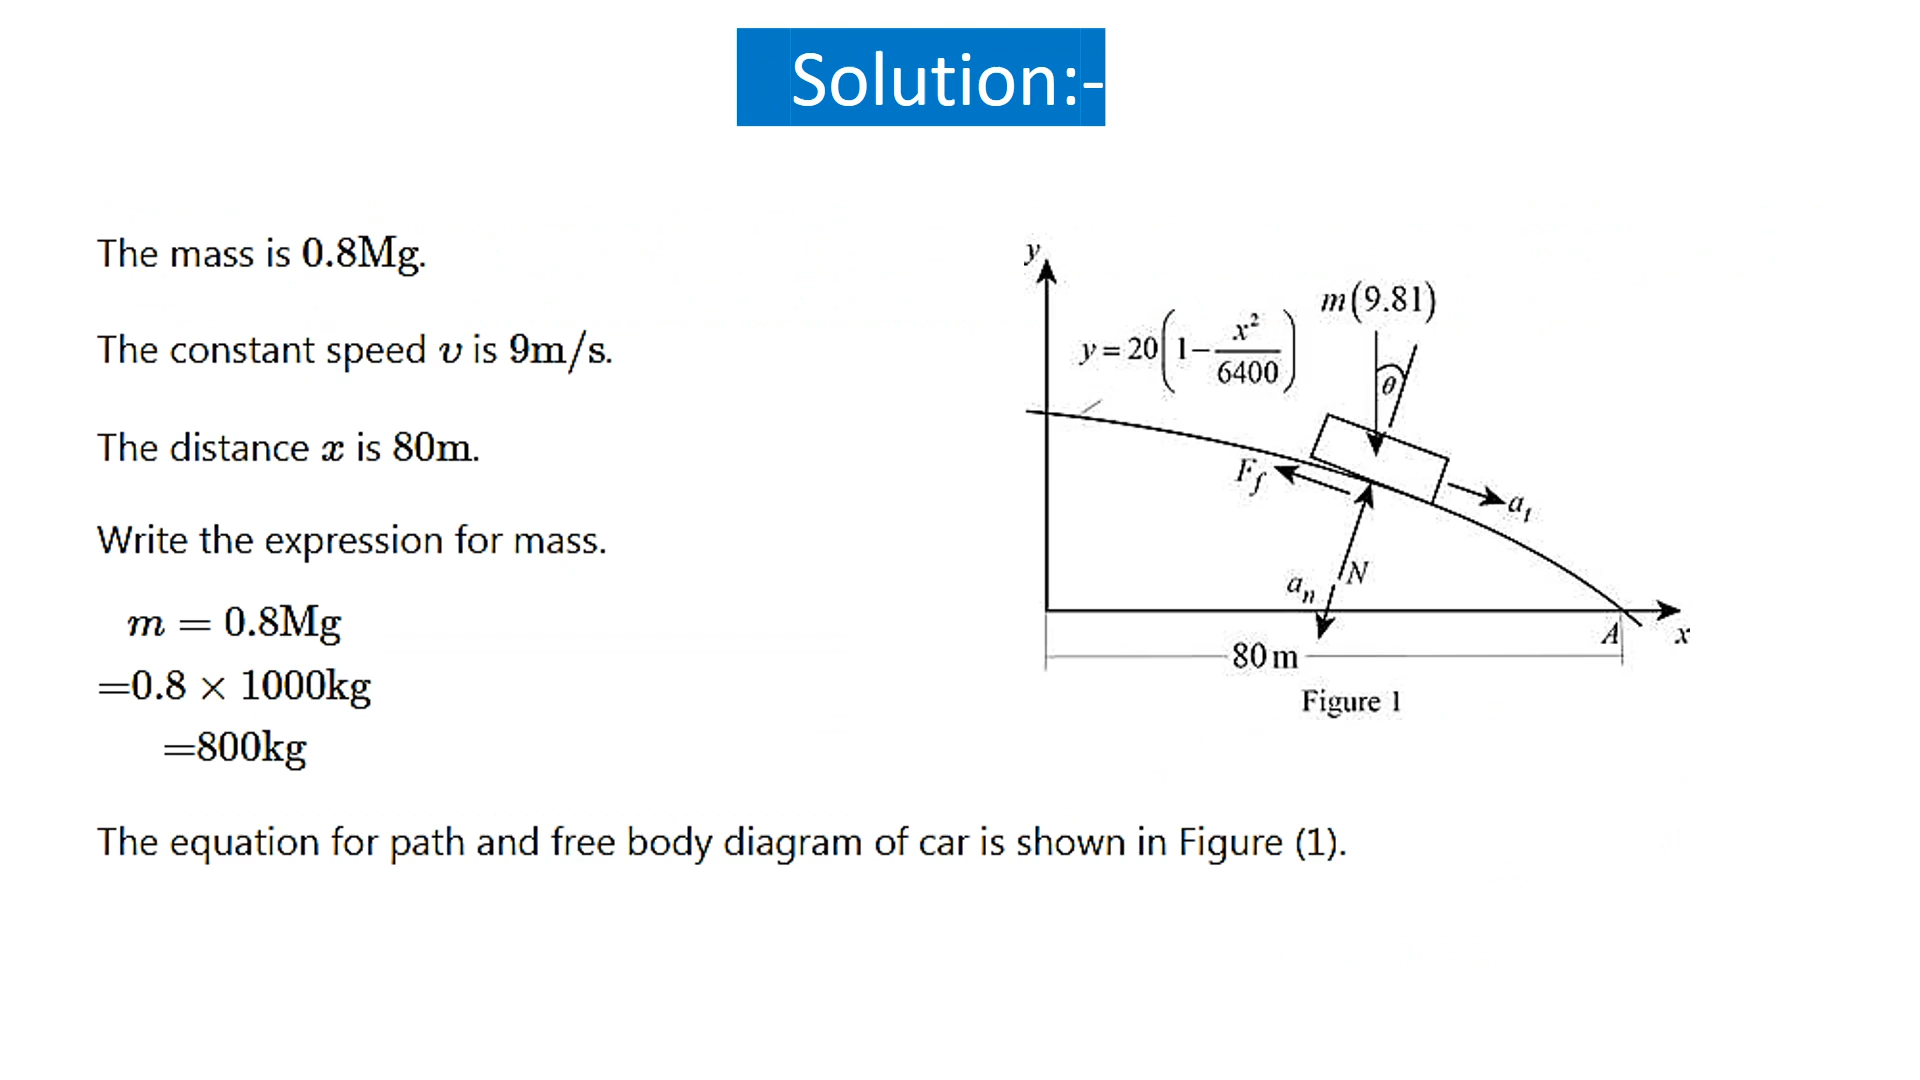 Solution:-
The mass is 0.8Mg.
The constant speed v is 9m/s.
The distance x is 80m.
Write the expression for mass.
m = 0.8Mg
=0.8 × 1000kg
=800kg
y
m(9.81)
y = 20(1 − x²/6400)
θ
F_f
a_t
N
a_n
A
x
80 m
Figure 1
The equation for path and free body diagram of car is shown in Figure (1).